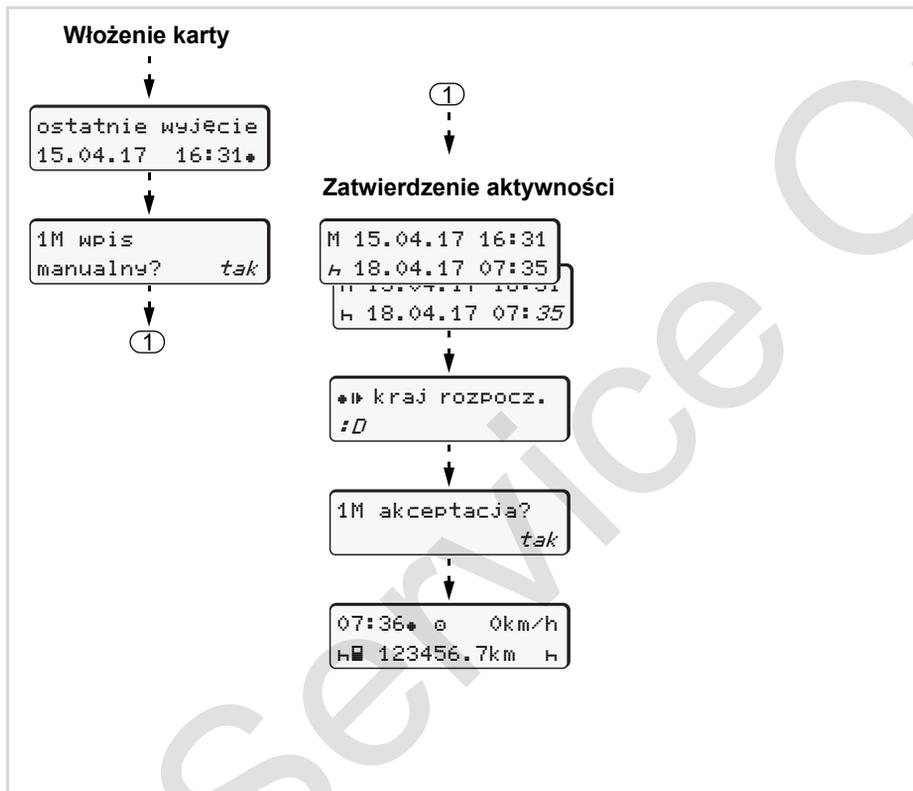 Włożenie karty
ostatnie wyjęcie
15.04.17 16:31
1M wpis
manualny? tak
1
1
Zatwierdzenie aktywności
M 15.04.17 16:31
18.04.17 07:35
18.04.17 07:35
kraj rozpocz.
:D
1M akceptacja?
tak
07:36 0km/h
123456.7km
Service